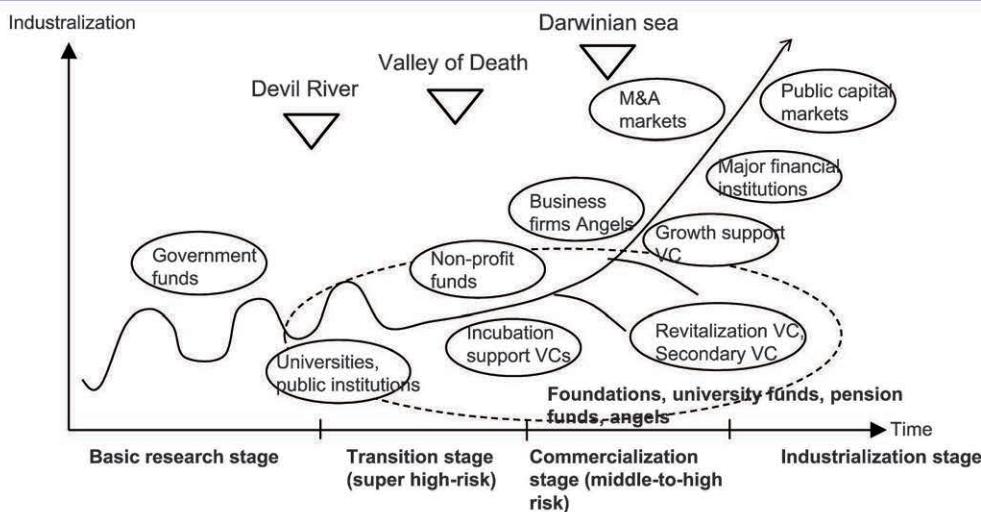 Industralization
Darwinian sea
Valley of Death
Devil River
M&A
markets
Public capital
markets
Major financial
institutions
Business
firms Angels
Growth support
VC
Government
funds
Non-profit
funds
Incubation
support VCs
Revitalization VC,
Secondary VC
Universities,
public institutions
Foundations, university funds, pension
funds, angels
Time
Basic research stage
Transition stage
(super high-risk)
Commercialization
stage (middle-to-high
risk)
Industrialization stage